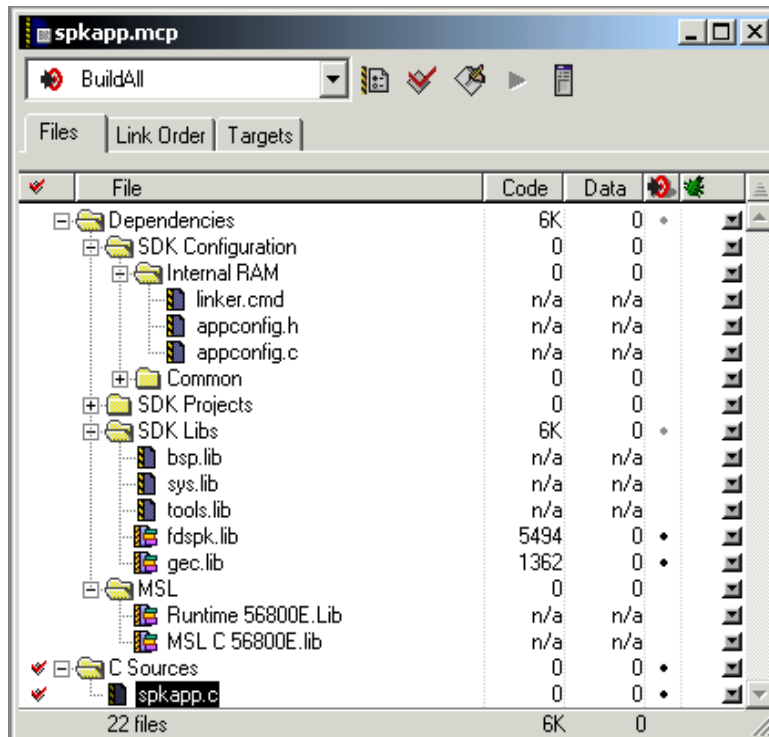 spkapp.mcp
BuildAll
Files Link Order Targets
File Code Data
Dependencies 6K 0
SDK Configuration 0 0
Internal RAM 0 0
linker.cmd n/a n/a
appconfig.h n/a n/a
appconfig.c n/a n/a
Common 0 0
SDK Projects 0 0
SDK Libs 6K 0
bsp.lib n/a n/a
sys.lib n/a n/a
tools.lib n/a n/a
fdspk.lib 5494 0
gec.lib 1362 0
MSL 0 0
Runtime 56800E.Lib n/a n/a
MSL C 56800E.lib n/a n/a
C Sources 0 0
spkapp.c 0 0
22 files 6K 0